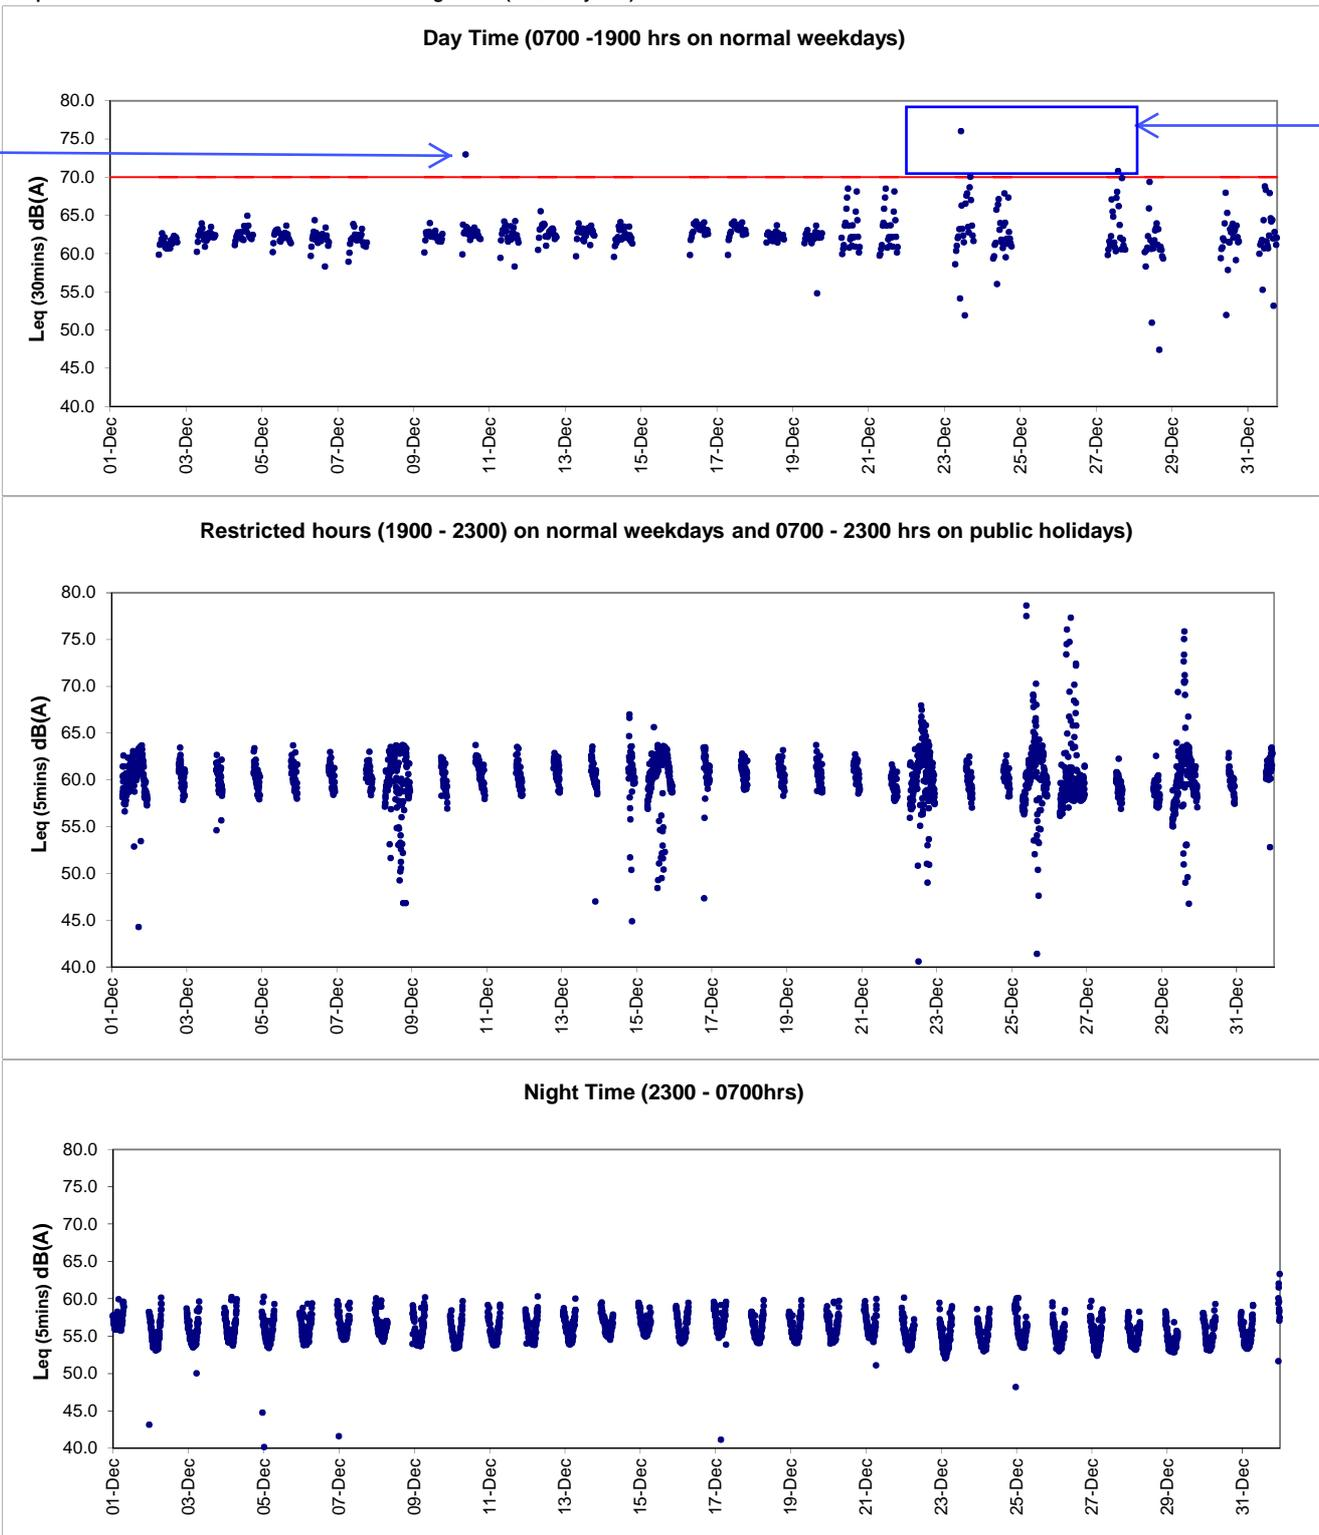 Day Time (0700 -1900 hrs on normal weekdays)
80.0
75.0
70.0
65.0
60.0
55.0
50.0
45.0
40.0
Leq (30mins) dB(A)
01-Dec
03-Dec
05-Dec
07-Dec
09-Dec
11-Dec
13-Dec
15-Dec
17-Dec
19-Dec
21-Dec
23-Dec
25-Dec
27-Dec
29-Dec
31-Dec
Restricted hours (1900 - 2300) on normal weekdays and 0700 - 2300 hrs on public holidays)
80.0
75.0
70.0
65.0
60.0
55.0
50.0
45.0
40.0
Leq (5mins) dB(A)
01-Dec
03-Dec
05-Dec
07-Dec
09-Dec
11-Dec
13-Dec
15-Dec
17-Dec
19-Dec
21-Dec
23-Dec
25-Dec
27-Dec
29-Dec
31-Dec
Night Time (2300 - 0700hrs)
80.0
75.0
70.0
65.0
60.0
55.0
50.0
45.0
40.0
Leq (5mins) dB(A)
01-Dec
03-Dec
05-Dec
07-Dec
09-Dec
11-Dec
13-Dec
15-Dec
17-Dec
19-Dec
21-Dec
23-Dec
25-Dec
27-Dec
29-Dec
31-Dec